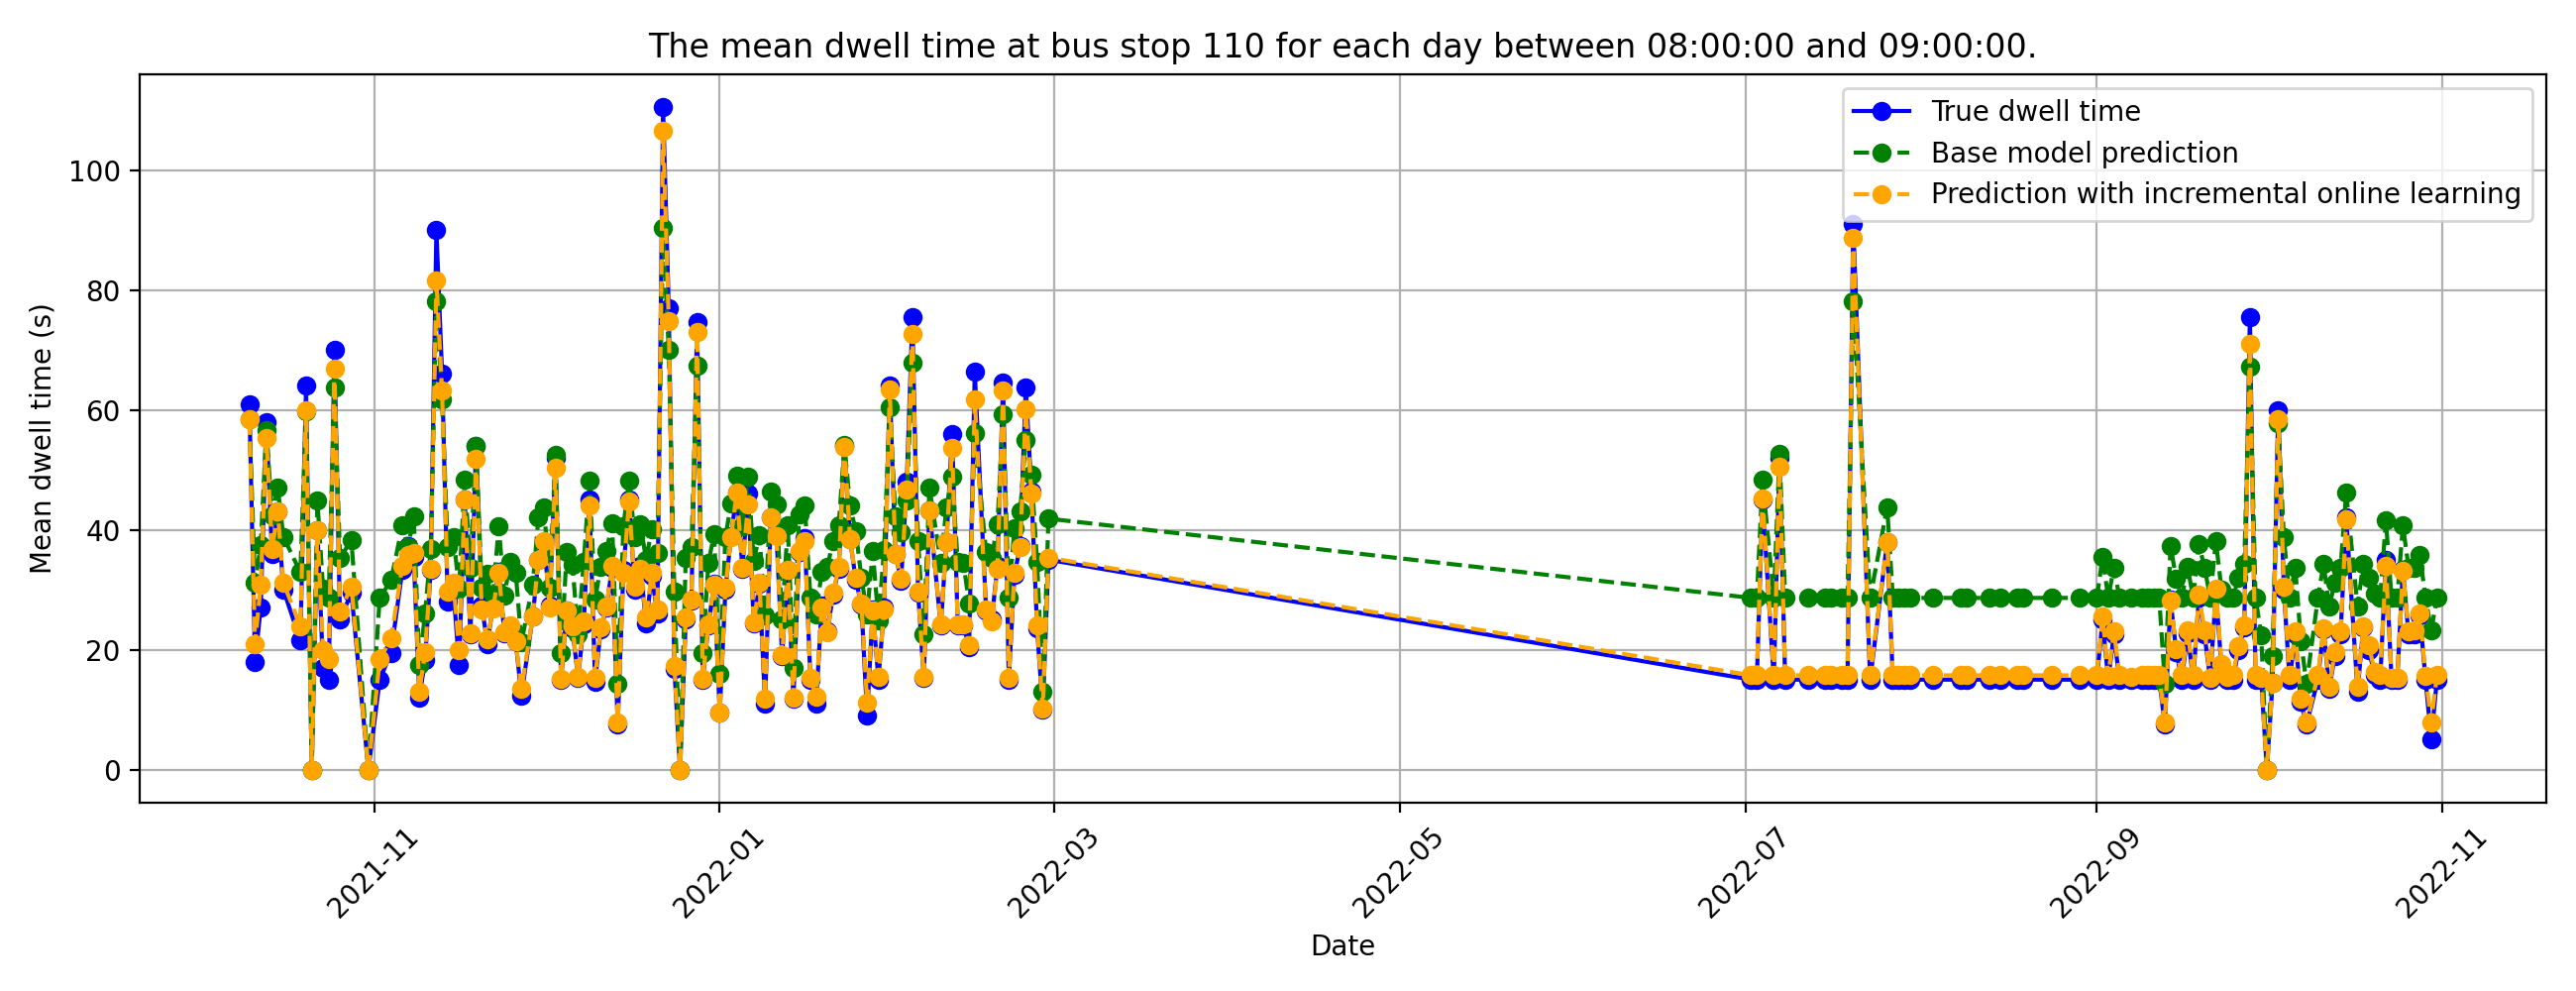 The mean dwell time at bus stop 110 for each day between 08:00:00 and 09:00:00.
True dwell time
Base model prediction
Prediction with incremental online learning
Mean dwell time (s)
100
80
60
40
20
0
2021-11
2022-01
2022-03
2022-05
2022-07
2022-09
2022-11
Date